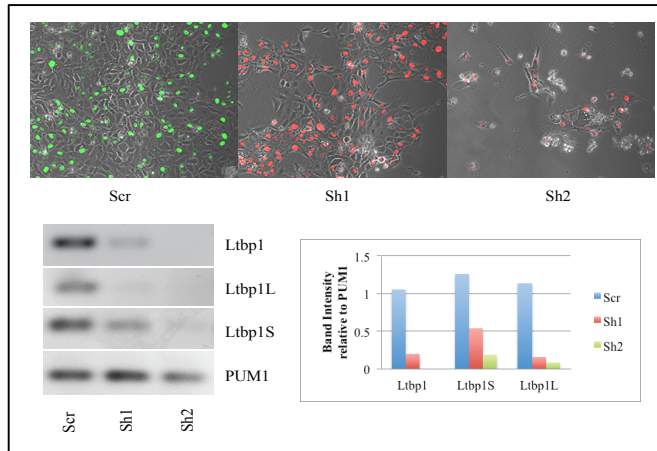 Scr
Sh1
Sh2
Ltbp1
Ltbp1L
Ltbp1S
PUM1
Scr
Sh1
Sh2
Band Intensity
relative to PUM1
1.5
1
0.5
0
Ltbp1
Ltbp1S
Ltbp1L
Scr
Sh1
Sh2